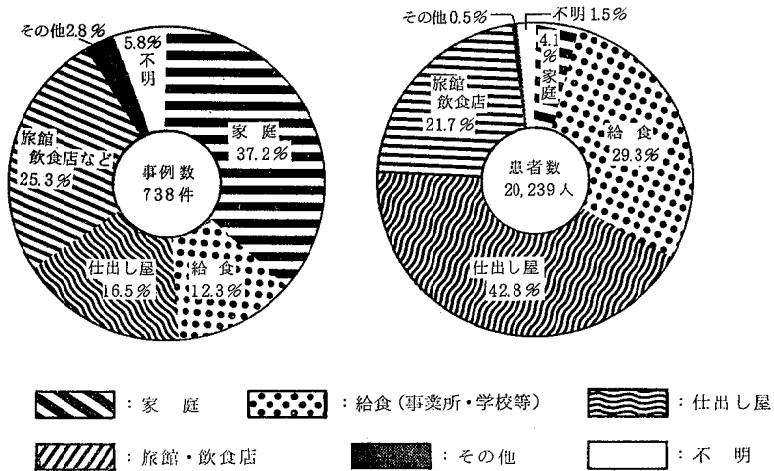 その他2.8%
5.8%
不明
家庭
37.2%
旅館
飲食店など
25.3%
事例数
738件
仕出し屋
16.5%
給食
12.3%
その他0.5%
不明1.5%
4.1
%
家庭
旅館
飲食店
21.7%
給食
29.3%
患者数
20,239人
仕出し屋
42.8%
：家　庭
：給食(事業所・学校等)
：仕出し屋
：旅館・飲食店
：その他
：不　明